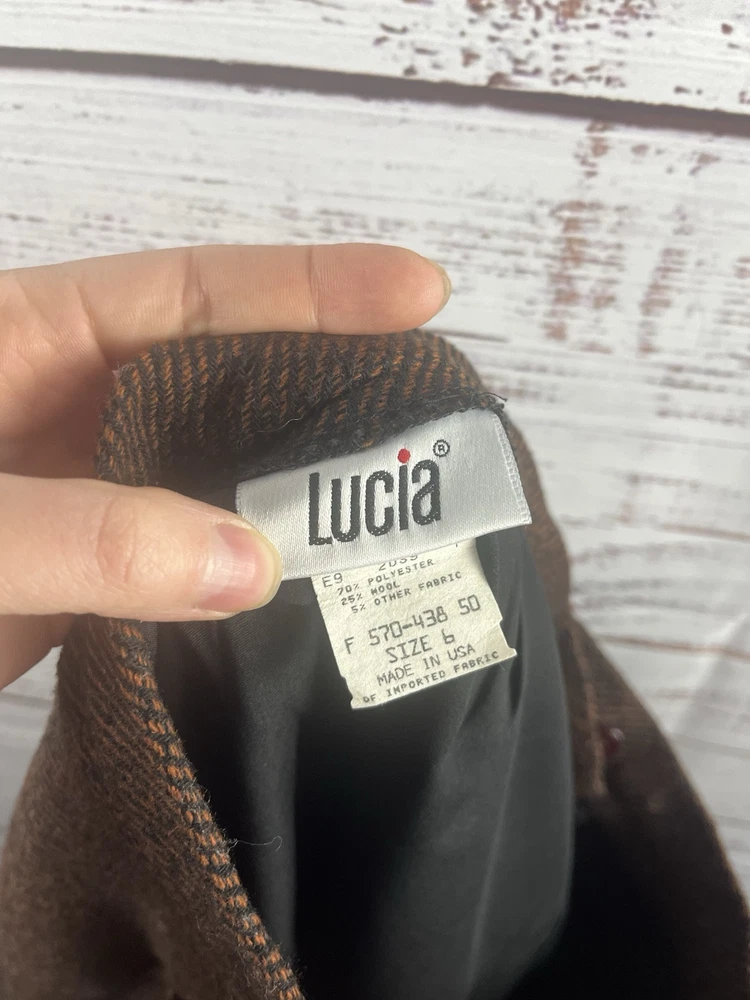 Lucia®
E9
70% POLYESTER
25% WOOL
5% OTHER FABRIC
F 570-438 50
SIZE 6
MADE IN USA
OF IMPORTED FABRIC